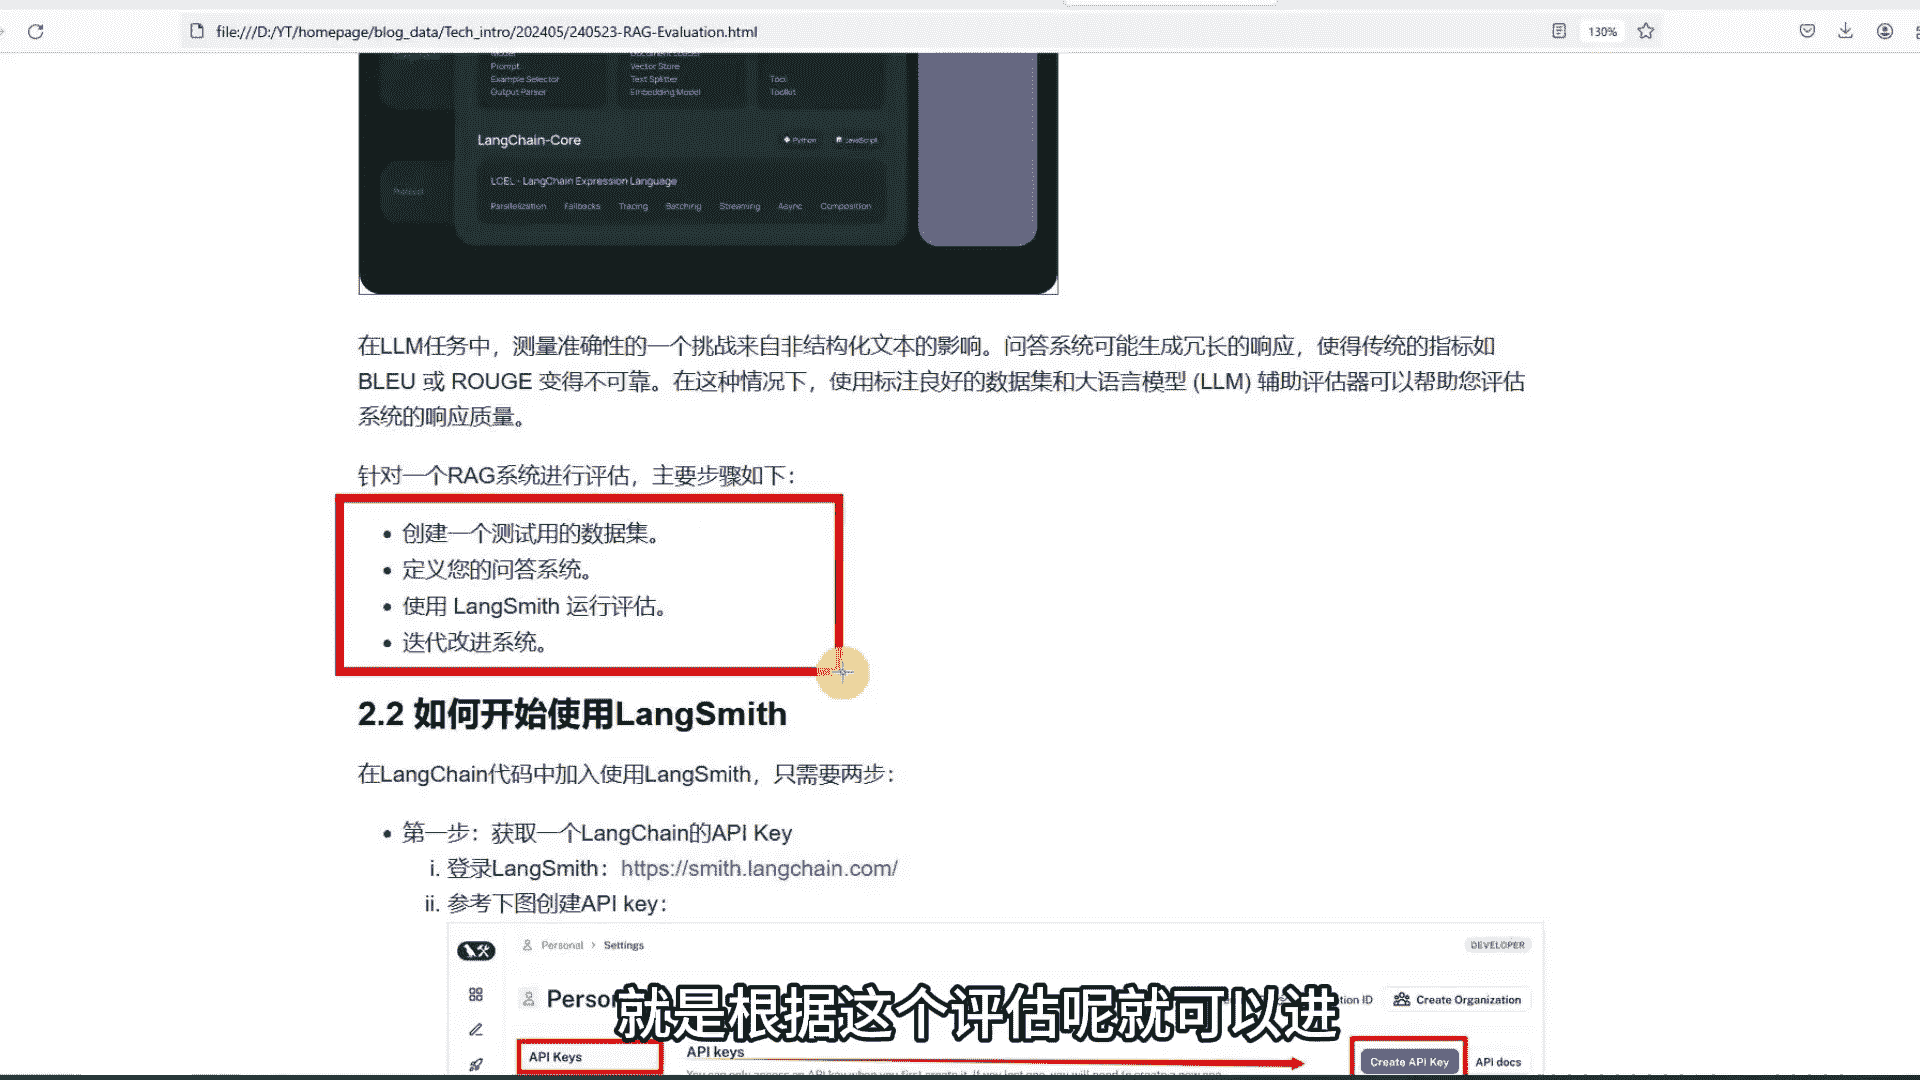 file:///D:/YT/homepage/blog_data/Tech_intro/202405/240523-RAG-Evaluation.html
130%
Prompt
Vector Store
Example Selector
Text Splitter
Tool
Output Parser
Embedding Model
Toolkit
LangChain-Core
Python
JavaScript
LCEL - LangChain Expression Language
Protocol
Parallelization Fallbacks Tracing Batching Streaming Async Composition
在LLM任务中，测量准确性的一个挑战来自非结构化文本的影响。问答系统可能生成冗长的响应，使得传统的指标如
BLEU 或 ROUGE 变得不可靠。在这种情况下，使用标注良好的数据集和大语言模型 (LLM) 辅助评估器可以帮助您评估
系统的响应质量。
针对一个RAG系统进行评估，主要步骤如下：
• 创建一个测试用的数据集。
• 定义您的问答系统。
• 使用 LangSmith 运行评估。
• 迭代改进系统。
2.2 如何开始使用LangSmith
在LangChain代码中加入使用LangSmith，只需要两步：
• 第一步：获取一个LangChain的API Key
i. 登录LangSmith：https://smith.langchain.com/
ii. 参考下图创建API key：
Personal > Settings
DEVELOPER
Perso
tion ID
Create Organization
就是根据这个评估呢就可以进
API Keys
API keys
Create API Key
API docs